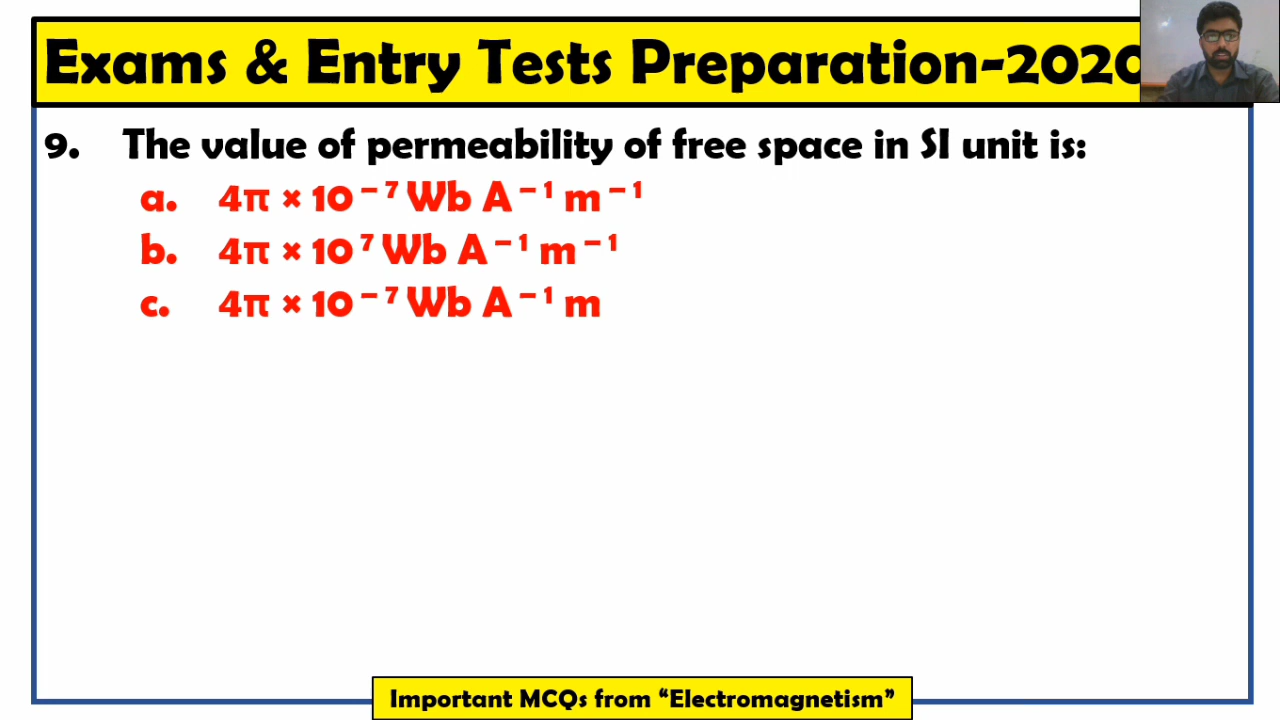 Exams & Entry Tests Preparation-2020
9. The value of permeability of free space in SI unit is:
a. 4π × 10⁻⁷ Wb A⁻¹ m⁻¹
b. 4π × 10⁷ Wb A⁻¹ m⁻¹
c. 4π × 10⁻⁷ Wb A⁻¹ m
Important MCQs from “Electromagnetism”